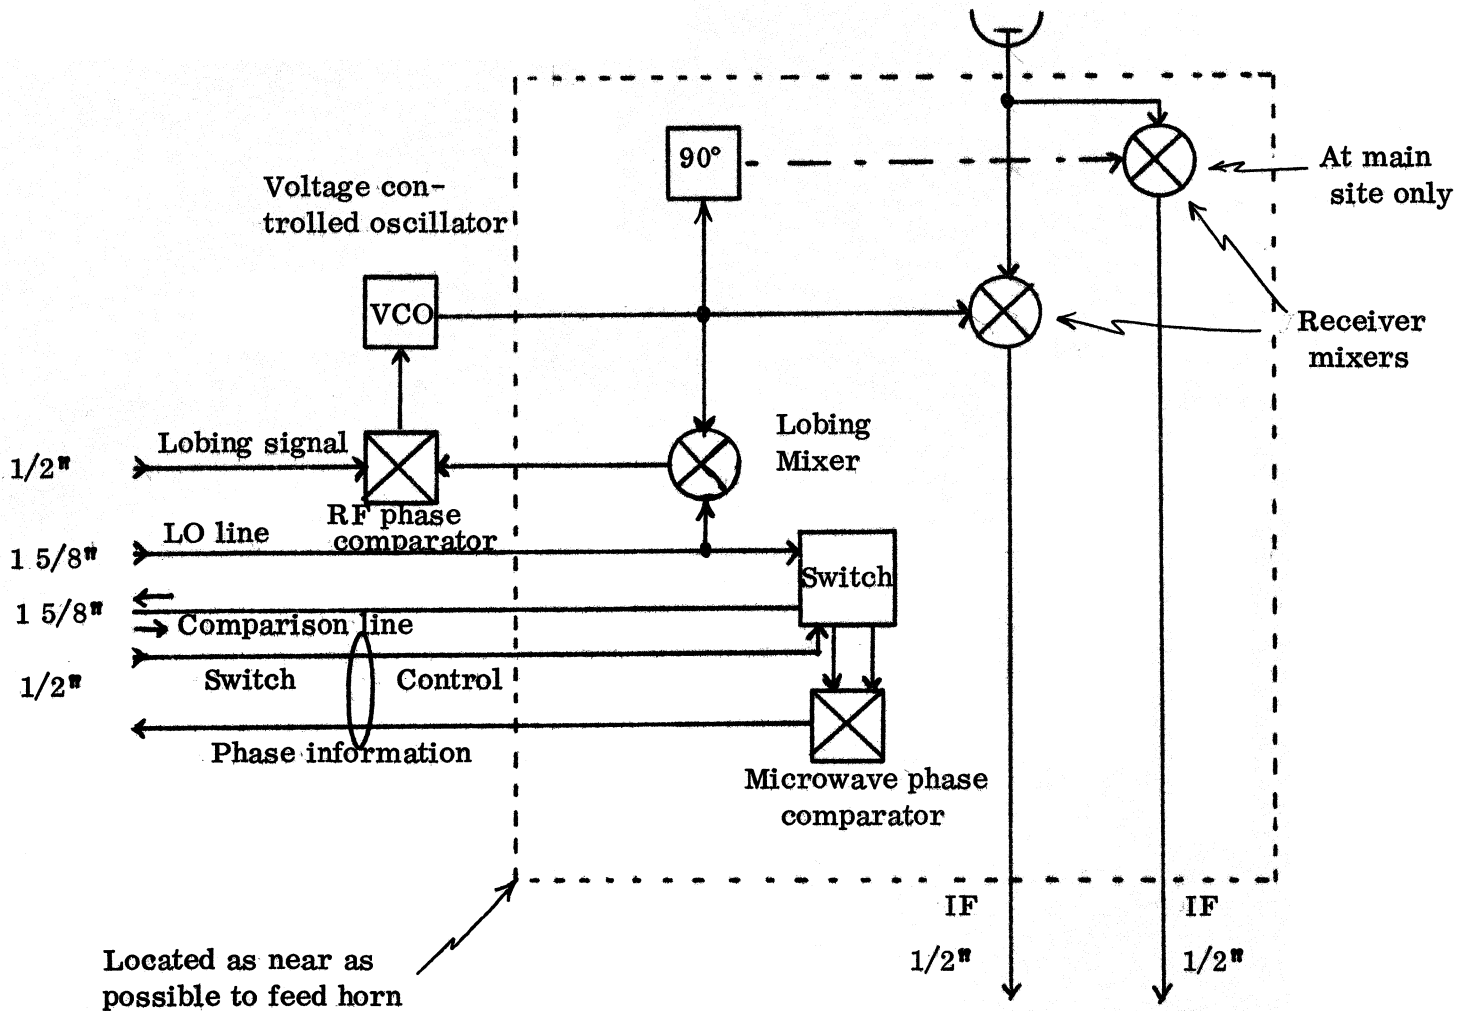 90°
At main
site only
Voltage con-
trolled oscillator
VCO
Receiver
mixers
Lobing
Mixer
1/2"
Lobing signal
RF phase
comparator
1 5/8"
LO line
Switch
1 5/8"
Comparison line
1/2"
Switch Control
Phase information
Microwave phase
comparator
IF
1/2"
IF
1/2"
Located as near as
possible to feed horn